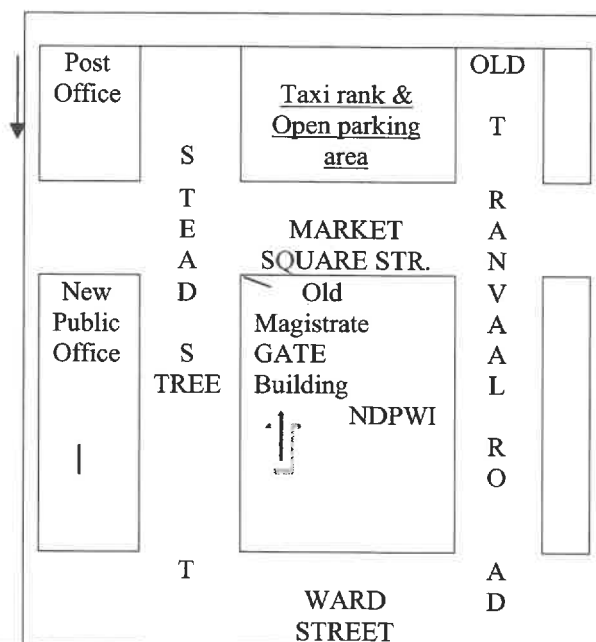 Post
Office
Taxi rank &
Open parking
area
OLD
T
R
A
N
V
A
A
L
R
O
A
D
S
T
E
A
D
S
TREE
T
MARKET
SQUARE STR.
New
Public
Office
Old
Magistrate
GATE
Building
NDPWI
WARD
STREET